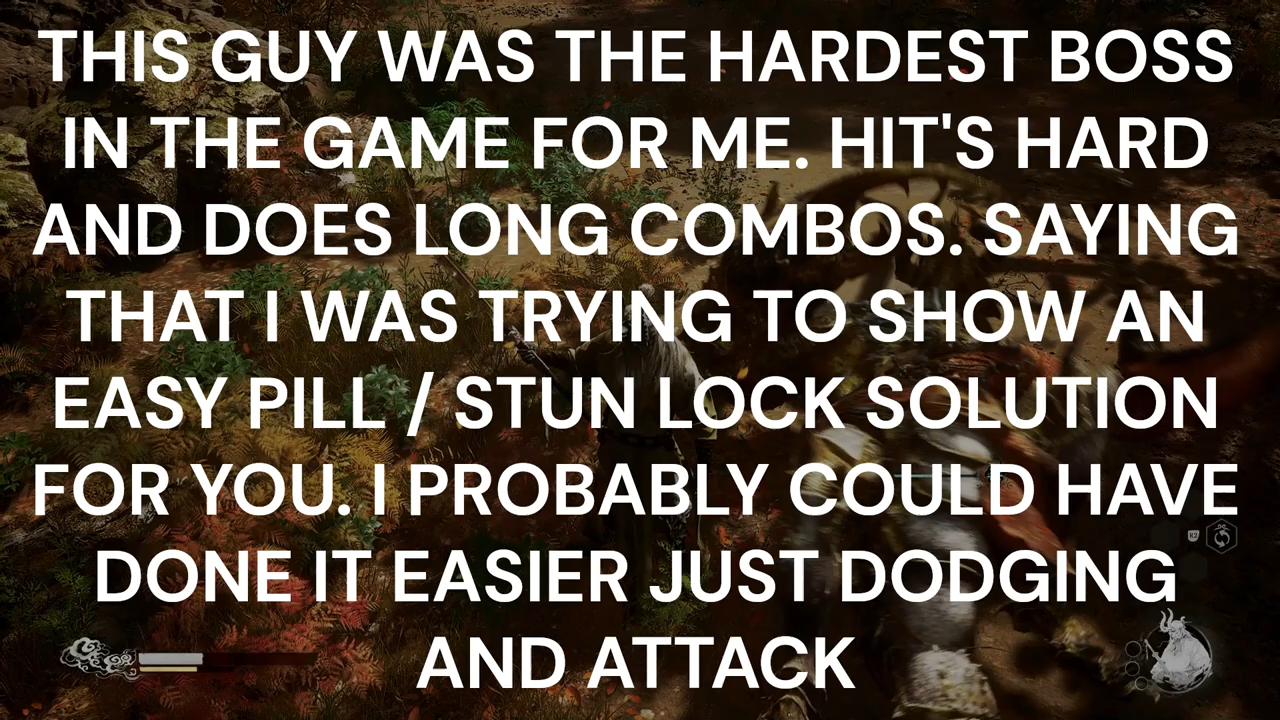 THIS GUY WAS THE HARDEST BOSS
IN THE GAME FOR ME. HIT'S HARD
AND DOES LONG COMBOS. SAYING
THAT I WAS TRYING TO SHOW AN
EASY PILL / STUN LOCK SOLUTION
FOR YOU. I PROBABLY COULD HAVE
DONE IT EASIER JUST DODGING
AND ATTACK
R2